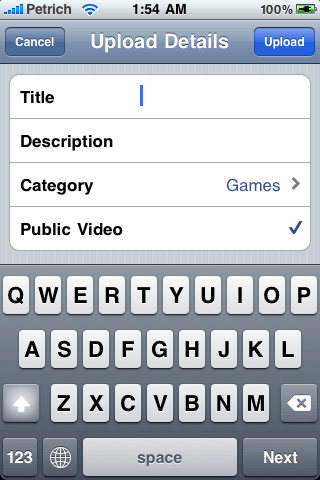 Petrich 1:54 AM 100%
Cancel Upload Details Upload
Title
Description
Category Games
Public Video
Q W E R T Y U I O P
A S D F G H J K L
Z X C V B N M
123 space Next